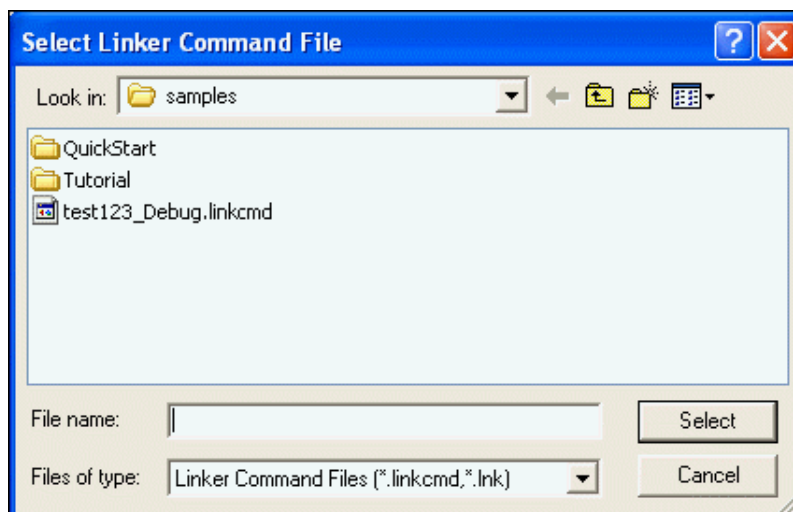 Select Linker Command File
Look in: samples
QuickStart
Tutorial
test123_Debug.linkcmd
File name:
Select
Files of type: Linker Command Files (*.linkcmd,*.lnk)
Cancel